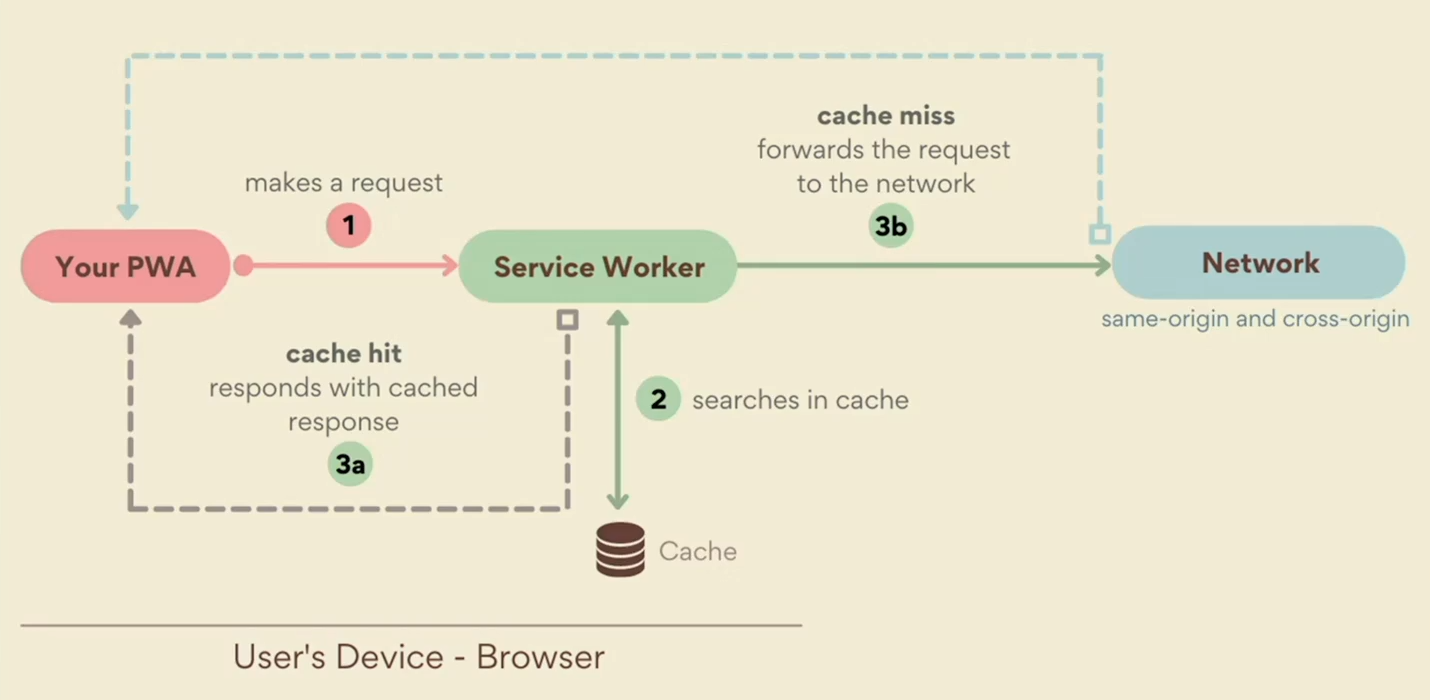 cache miss
forwards the request
to the network
3b
makes a request
1
Your PWA
Service Worker
Network
same-origin and cross-origin
cache hit
responds with cached
response
3a
2 searches in cache
Cache
User's Device - Browser